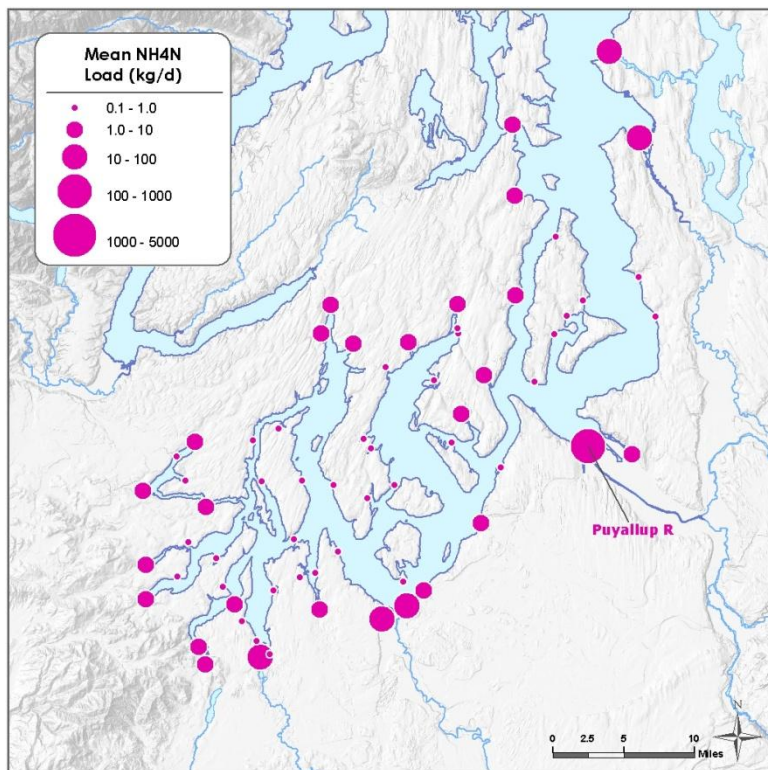 Mean NH4N
Load (kg/d)
0.1 - 1.0
1.0 - 10
10 - 100
100 - 1000
1000 - 5000
Puyallup R
N
0 2.5 5 10
Miles